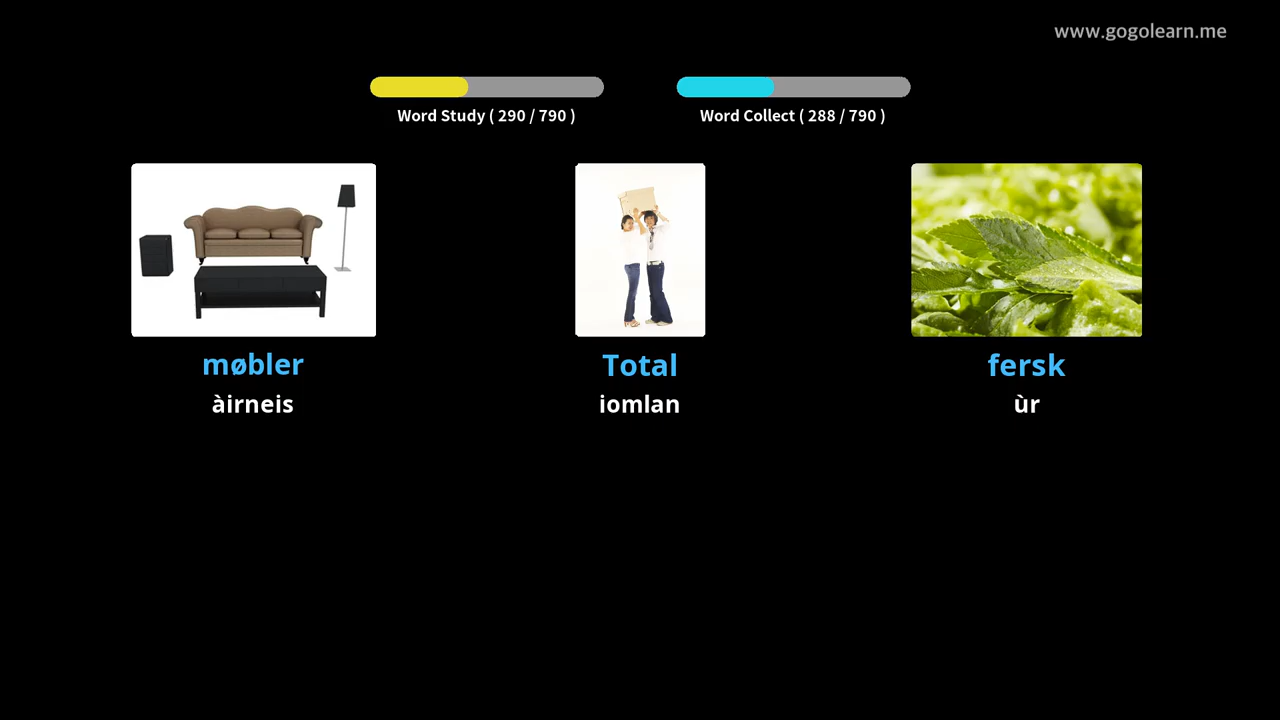 www.gogolearn.me
Word Study ( 290 / 790 )
Word Collect ( 288 / 790 )
møbler
àirneis
Total
iomlan
fersk
ùr